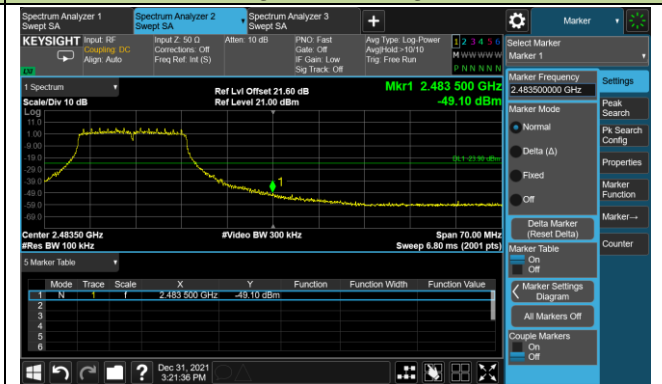 Spectrum Analyzer 1
Swept SA
Spectrum Analyzer 2
Swept SA
Spectrum Analyzer 3
Swept SA
Marker
KEYSIGHT
Input: RF
Coupling: DC
Align: Auto
Input Z: 50 Ω
Corrections: Off
Freq Ref: Int (S)
Atten: 10 dB
PNO: Fast
Gate: Off
IF Gain: Low
Sig Track: Off
Avg Type: Log-Power
Avg|Hold:>10/10
Trig: Free Run
1 2 3 4 5 6
M W W W W W
P N N N N N
LXI
Select Marker
Marker 1
1 Spectrum
Scale/Div 10 dB
Ref Lvl Offset 21.60 dB
Ref Level 21.00 dBm
Mkr1 2.483 500 GHz
-49.10 dBm
Log
11.0
1.00
-9.00
-19.0
-29.0
-39.0
-49.0
-59.0
-69.0
DL1 -23.90 dBm
1
Center 2.48350 GHz
#Res BW 100 kHz
#Video BW 300 kHz
Span 70.00 MHz
Sweep 6.80 ms (2001 pts)
5 Marker Table
Mode Trace Scale X Y Function Function Width Function Value
1 N 1 f 2.483 500 GHz -49.10 dBm
2
3
4
5
6
Dec 31, 2021
3:21:36 PM
Marker Frequency
2.483500000 GHz
Marker Mode
Normal
Delta (Δ)
Fixed
Off
Delta Marker
(Reset Delta)
Marker Table
On
Off
Marker Settings
Diagram
All Markers Off
Couple Markers
On
Off
Settings
Peak
Search
Pk Search
Config
Properties
Marker
Function
Marker→
Counter